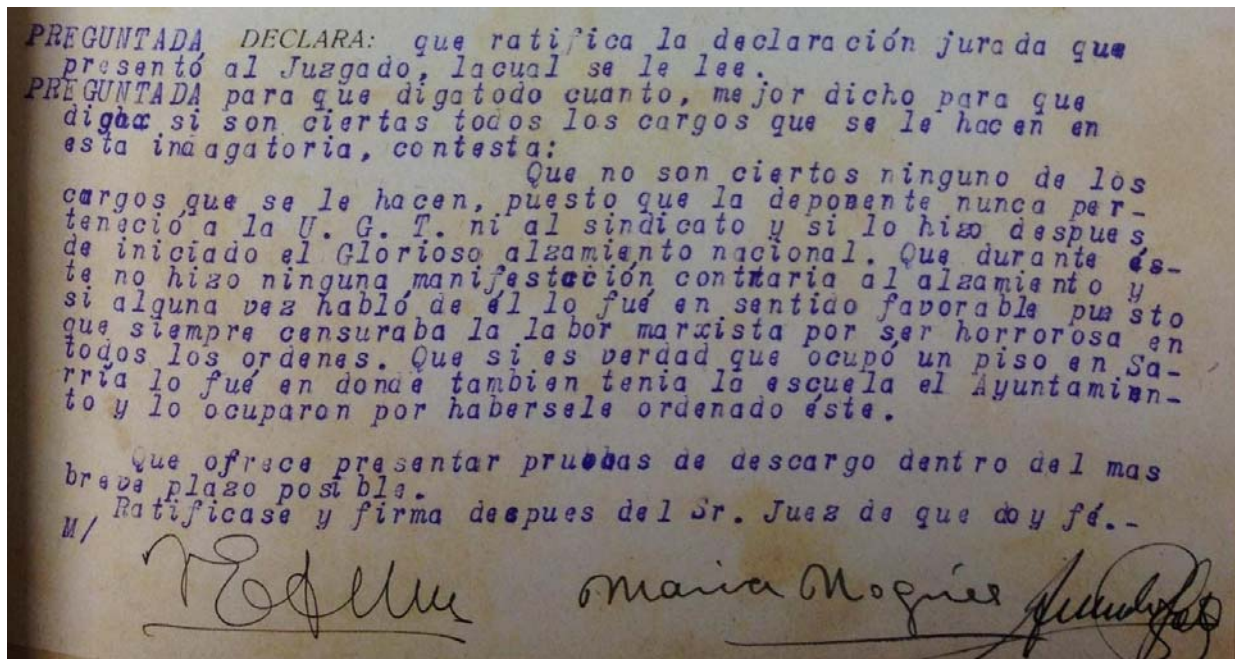 PREGUNTADA DECLARA: que ratifica la declaración jurada que
presentó al Juzgado, lacual se le lee.
PREGUNTADA para que digatodo cuanto, mejor dicho para que
digax si son ciertas todos los cargos que se le hacen en
esta indagatoria, contesta:
Que no son ciertos ninguno de los
cargos que se le hacen, puesto que la deponente nunca per-
teneció a la U. G. T. ni al sindicato y si lo hizo despues
de iniciado el Glorioso alzamiento nacional. Que durante és-
te no hizo ninguna manifestación contraria al alzamiento y
si alguna vez habló de él lo fué en sentido favorable puesto
que siempre censuraba la labor marxista por ser horrorosa en
todos los ordenes. Que si es verdad que ocupó un piso en Sa-
rría lo fué en donde tambien tenia la escuela el Ayuntamien-
to y lo ocuparon por habersele ordenado éste.
Que ofrece presentar pruebas de descargo dentro del mas
breve plazo posible.
Ratificase y firma despues del Sr. Juez de que doy fé.-
M/
Maria Nogués